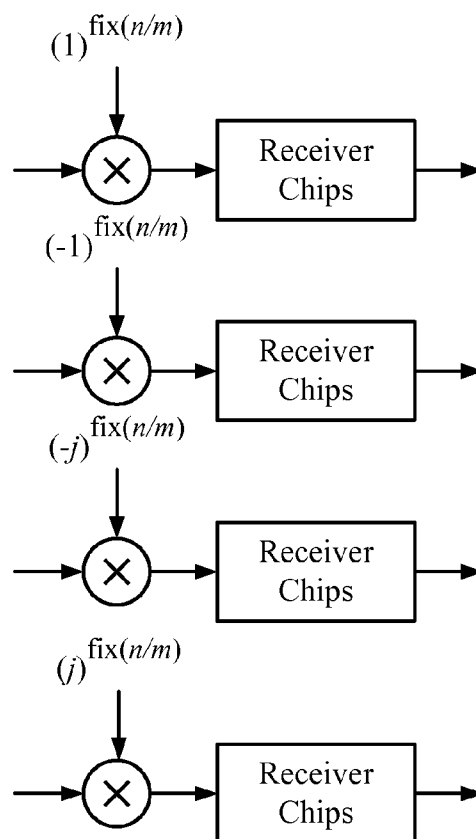 (1)^fix(n/m)
Receiver
Chips
(-1)^fix(n/m)
Receiver
Chips
(-j)^fix(n/m)
Receiver
Chips
(j)^fix(n/m)
Receiver
Chips